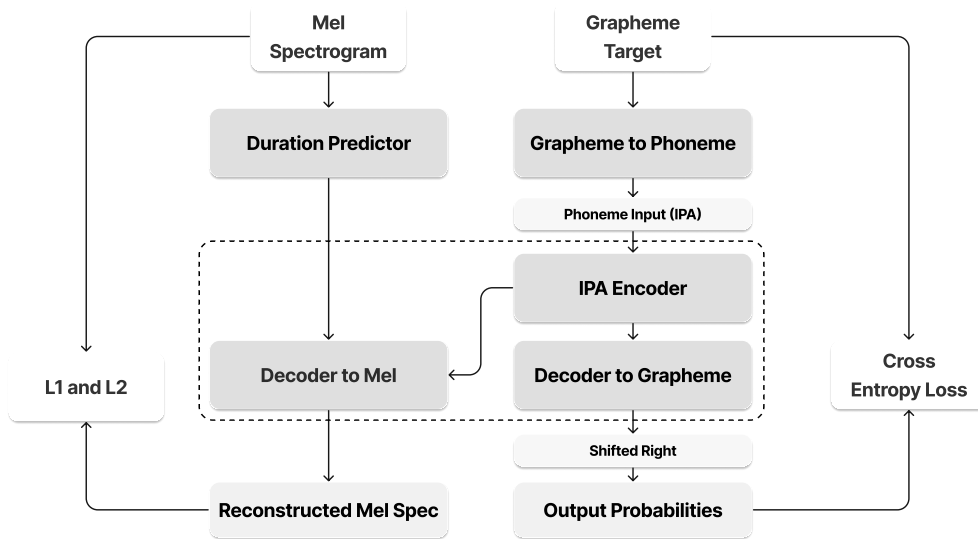 Mel
Spectrogram
Grapheme
Target
Duration Predictor
Grapheme to Phoneme
Phoneme Input (IPA)
IPA Encoder
Decoder to Mel
Decoder to Grapheme
L1 and L2
Cross
Entropy Loss
Shifted Right
Reconstructed Mel Spec
Output Probabilities